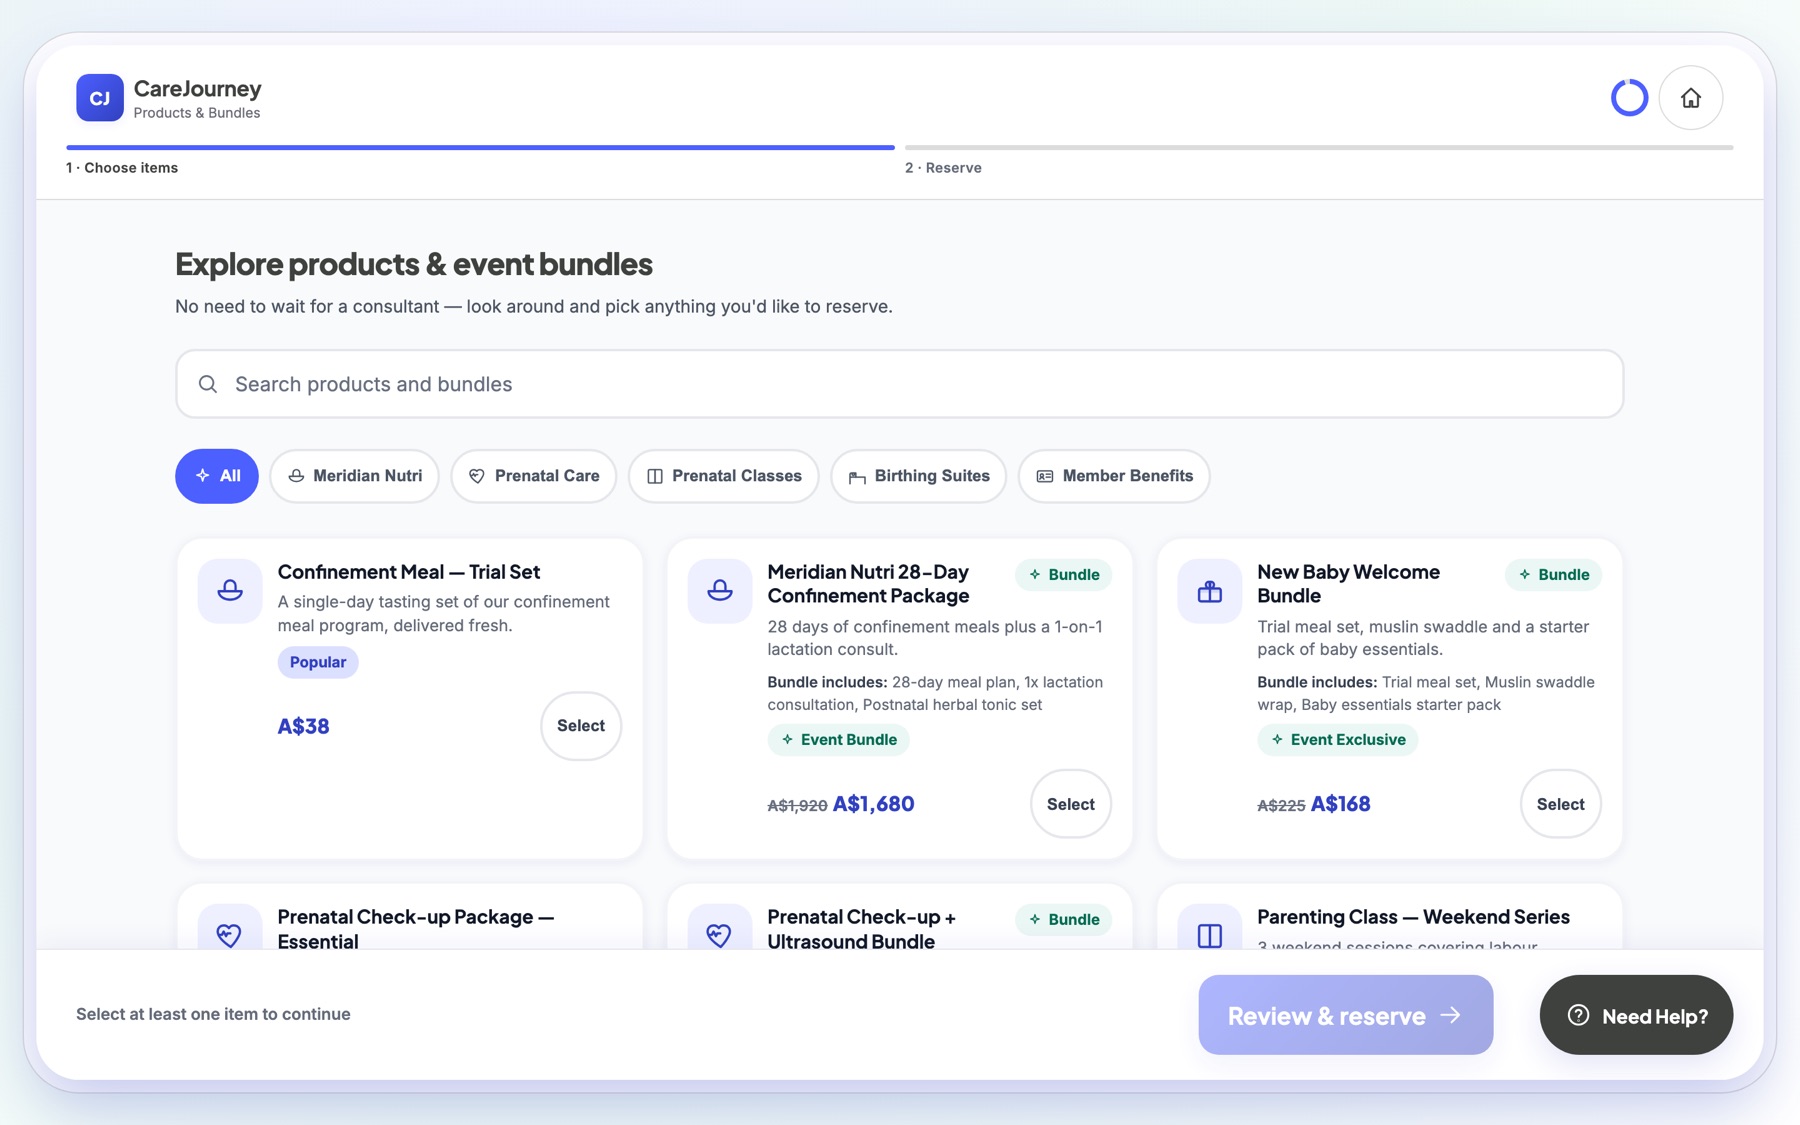 CJ
CareJourney
Products & Bundles
1 · Choose items
2 · Reserve
Explore products & event bundles
No need to wait for a consultant — look around and pick anything you'd like to reserve.
Search products and bundles
All
Meridian Nutri
Prenatal Care
Prenatal Classes
Birthing Suites
Member Benefits
Confinement Meal — Trial Set
A single-day tasting set of our confinement
meal program, delivered fresh.
Popular
A$38
Select
Meridian Nutri 28-Day
Confinement Package
Bundle
28 days of confinement meals plus a 1-on-1
lactation consult.
Bundle includes: 28-day meal plan, 1x lactation
consultation, Postnatal herbal tonic set
Event Bundle
A$1,920 A$1,680
Select
New Baby Welcome
Bundle
Bundle
Trial meal set, muslin swaddle and a starter
pack of baby essentials.
Bundle includes: Trial meal set, Muslin swaddle
wrap, Baby essentials starter pack
Event Exclusive
A$225 A$168
Select
Prenatal Check-up Package —
Essential
Prenatal Check-up +
Ultrasound Bundle
Bundle
Parenting Class — Weekend Series
3 weekend sessions covering labour
Select at least one item to continue
Review & reserve
Need Help?